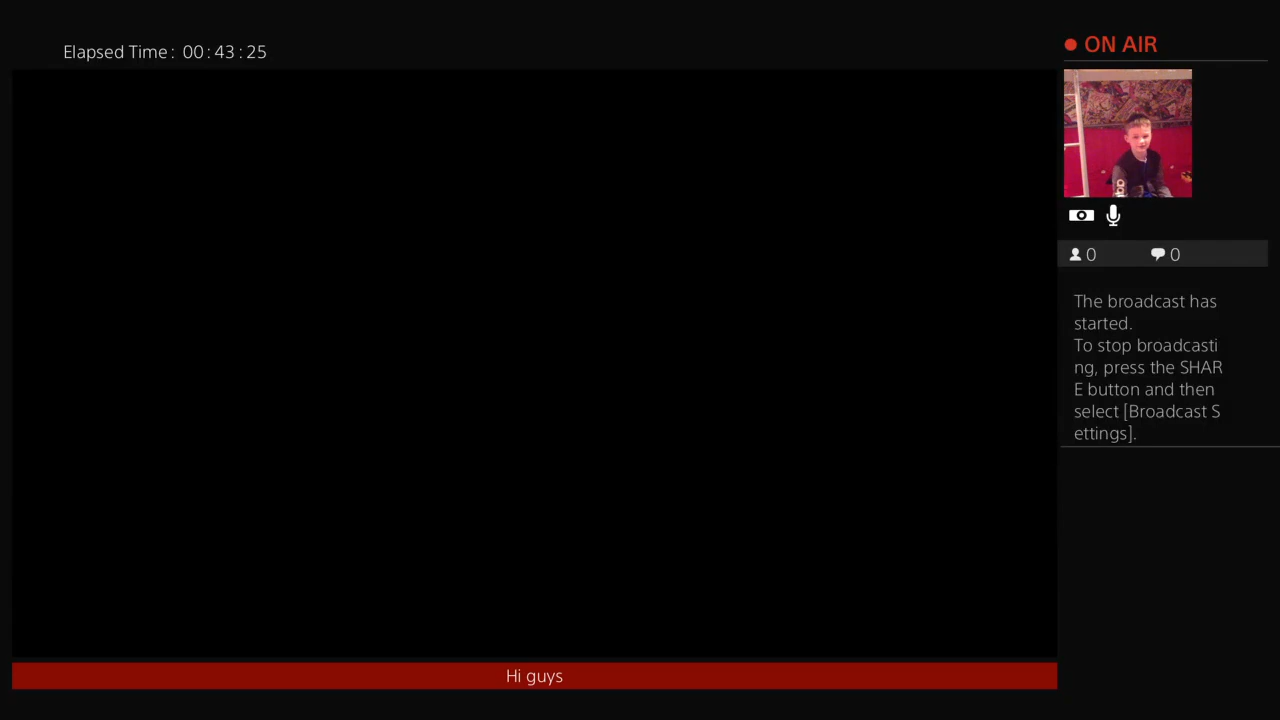 Elapsed Time: 00:43:25
ON AIR
0 0
The broadcast has
started.
To stop broadcasti
ng, press the SHAR
E button and then
select [Broadcast S
ettings].
Hi guys